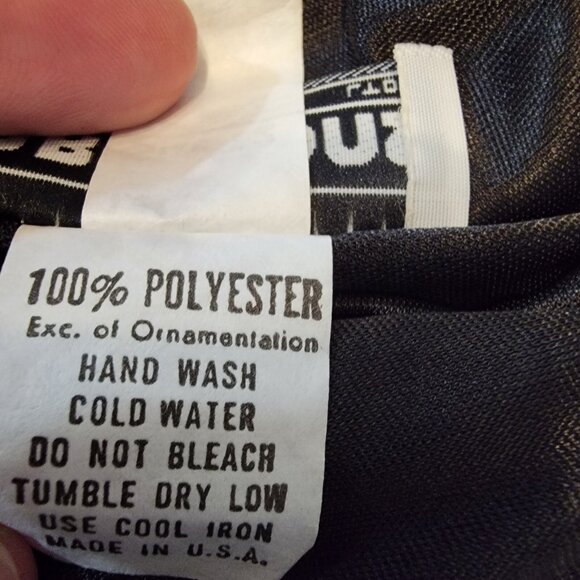 100% POLYESTER
Exc. of Ornamentation
HAND WASH
COLD WATER
DO NOT BLEACH
TUMBLE DRY LOW
USE COOL IRON
MADE IN U.S.A.